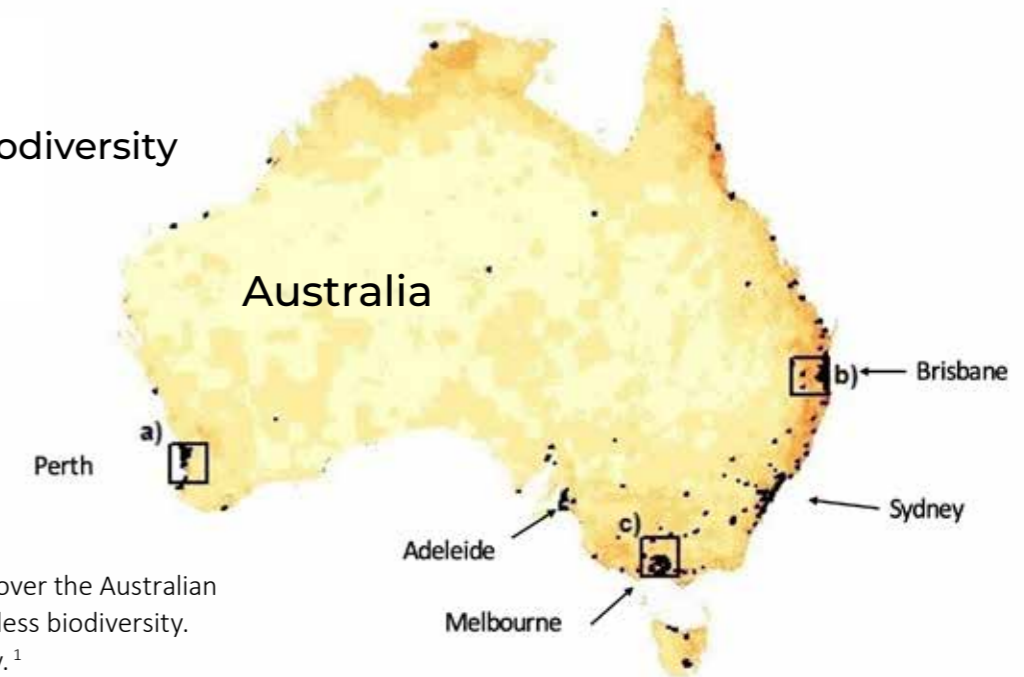 odiversity
Australia
b)
Brisbane
a)
Perth
Sydney
c)
Adeleide
over the Australian
less biodiversity.
Melbourne
y. 1